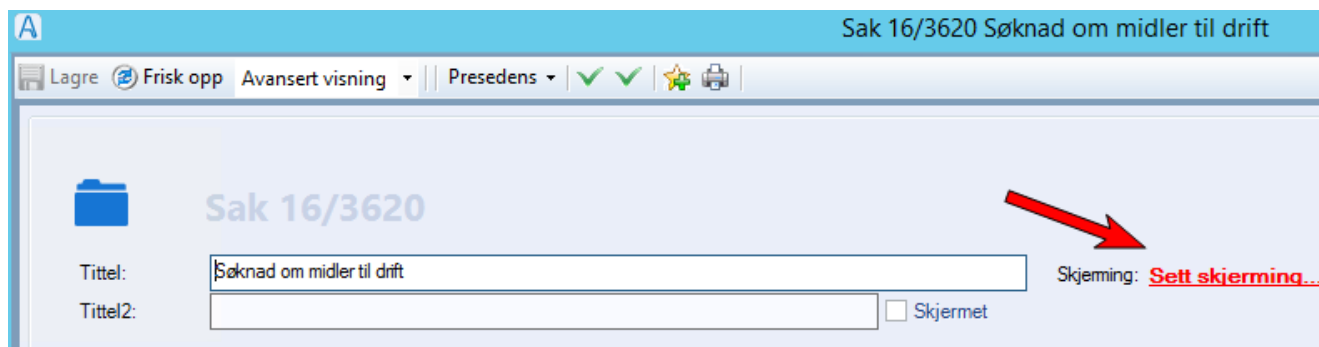 Sak 16/3620 Søknad om midler til drift
Lagre Frisk opp Avansert visning Presedens
Sak 16/3620
Tittel: Søknad om midler til drift Skjerming: Sett skjerming...
Tittel2: Skjermet